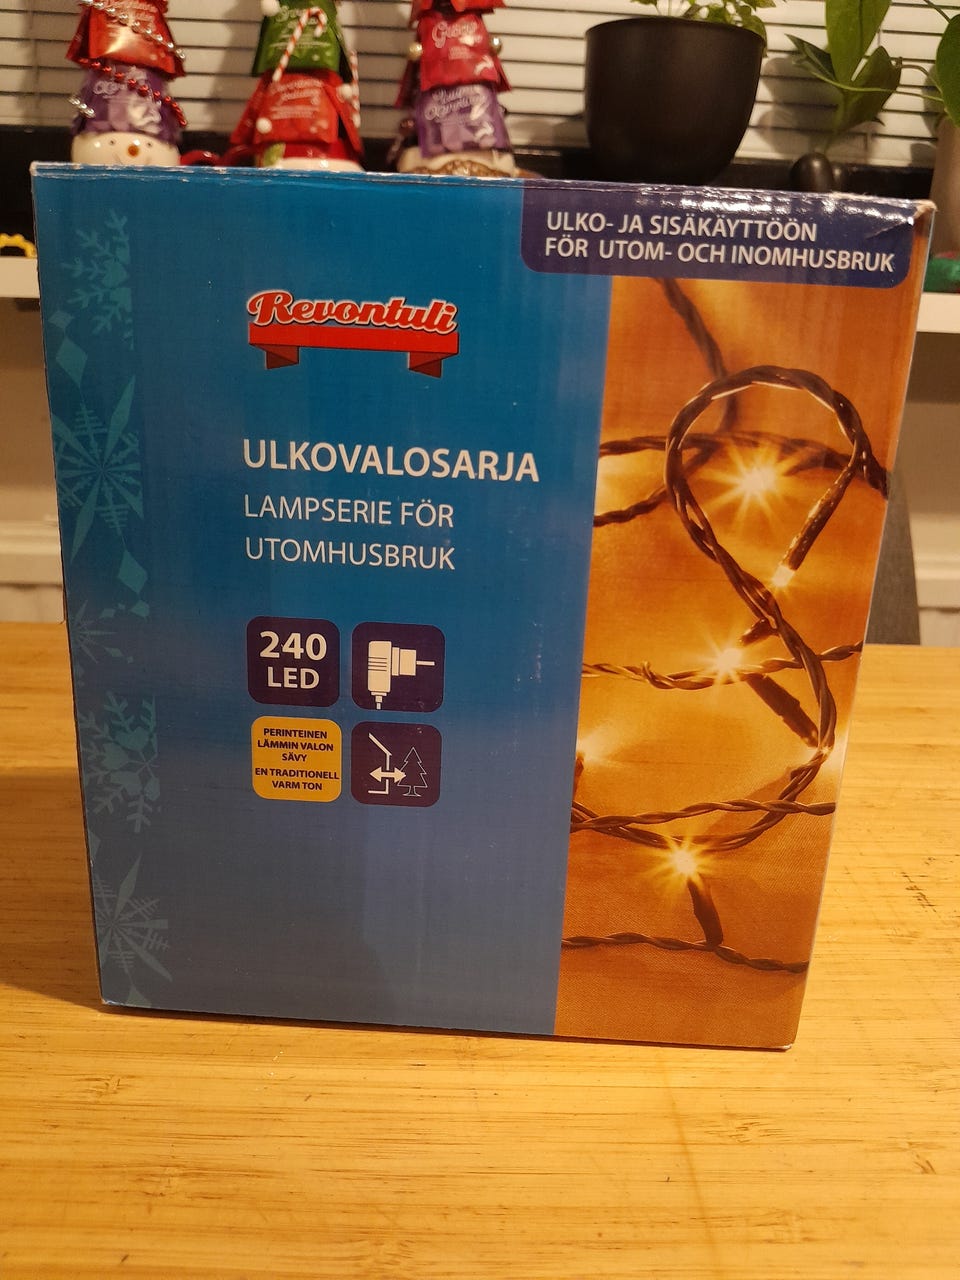 ULKO- JA SISÄKÄYTTÖÖN
FÖR UTOM- OCH INOMHUSBRUK
Revontuli
ULKOVALOSARJA
LAMPSERIE FÖR
UTOMHUSBRUK
240
LED
PERINTEINEN
LÄMMIN VALON
SÄVY
EN TRADITIONELL
VARM TON